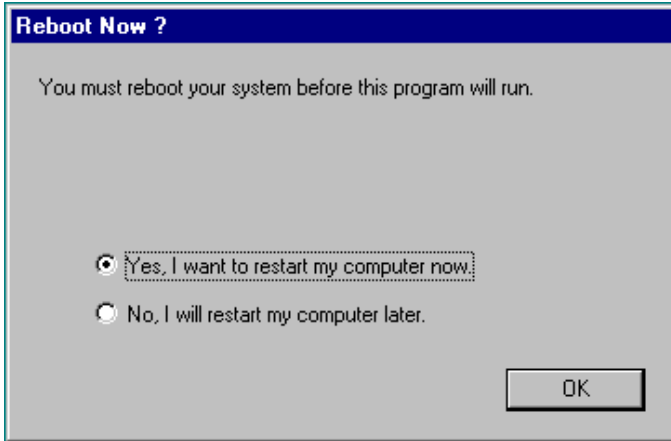 Reboot Now ?
You must reboot your system before this program will run.
Yes, I want to restart my computer now.
No, I will restart my computer later.
OK